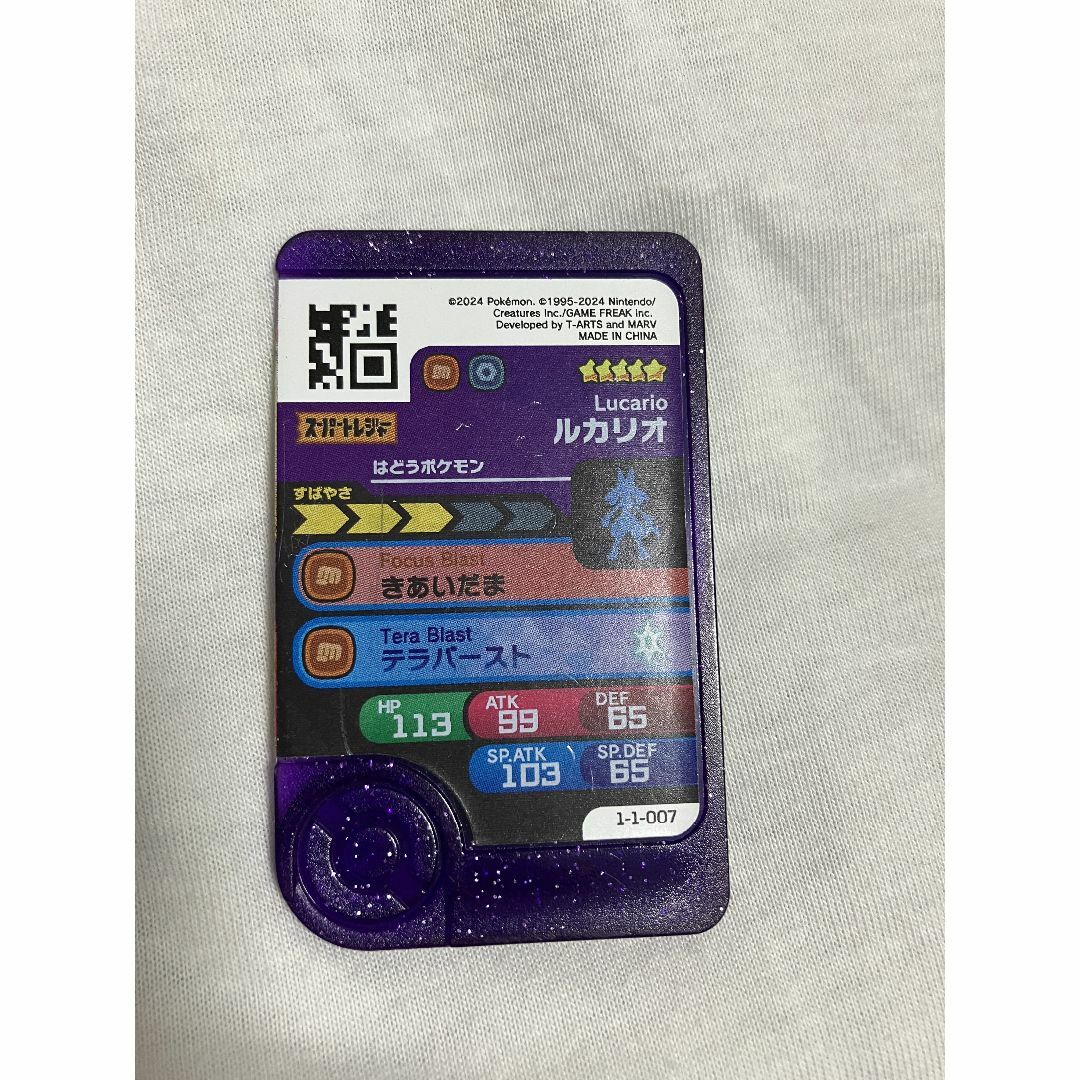 ©2024 Pokémon. ©1995-2024 Nintendo/
Creatures Inc./GAME FREAK inc.
Developed by T-ARTS and MARV
MADE IN CHINA
Lucario
スーパートレジャー
ルカリオ
はどうポケモン
すばやさ
Focus Blast
きあいだま
Tera Blast
テラバースト
HP 113 ATK 99 DEF 65
SP.ATK 103 SP.DEF 65
1-1-007